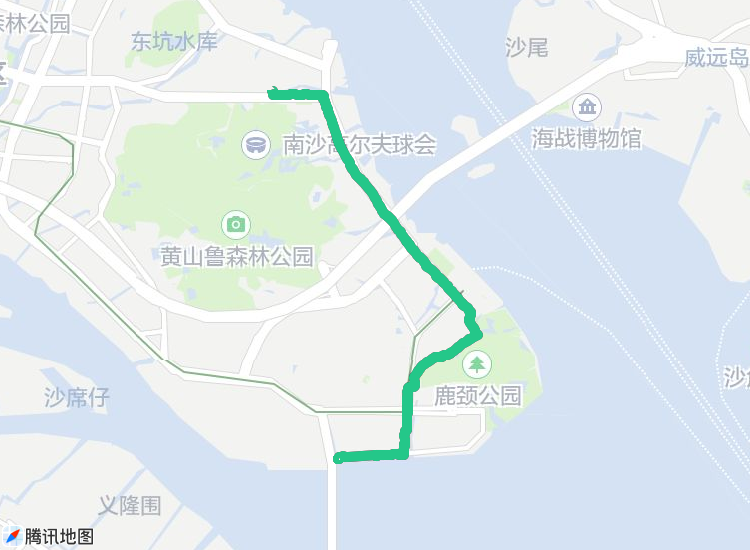 森林公园
东坑水库
沙尾
威远岛
区
海战博物馆
南沙高尔夫球会
黄山鲁森林公园
沙席仔
鹿颈公园
义隆围
腾讯地图